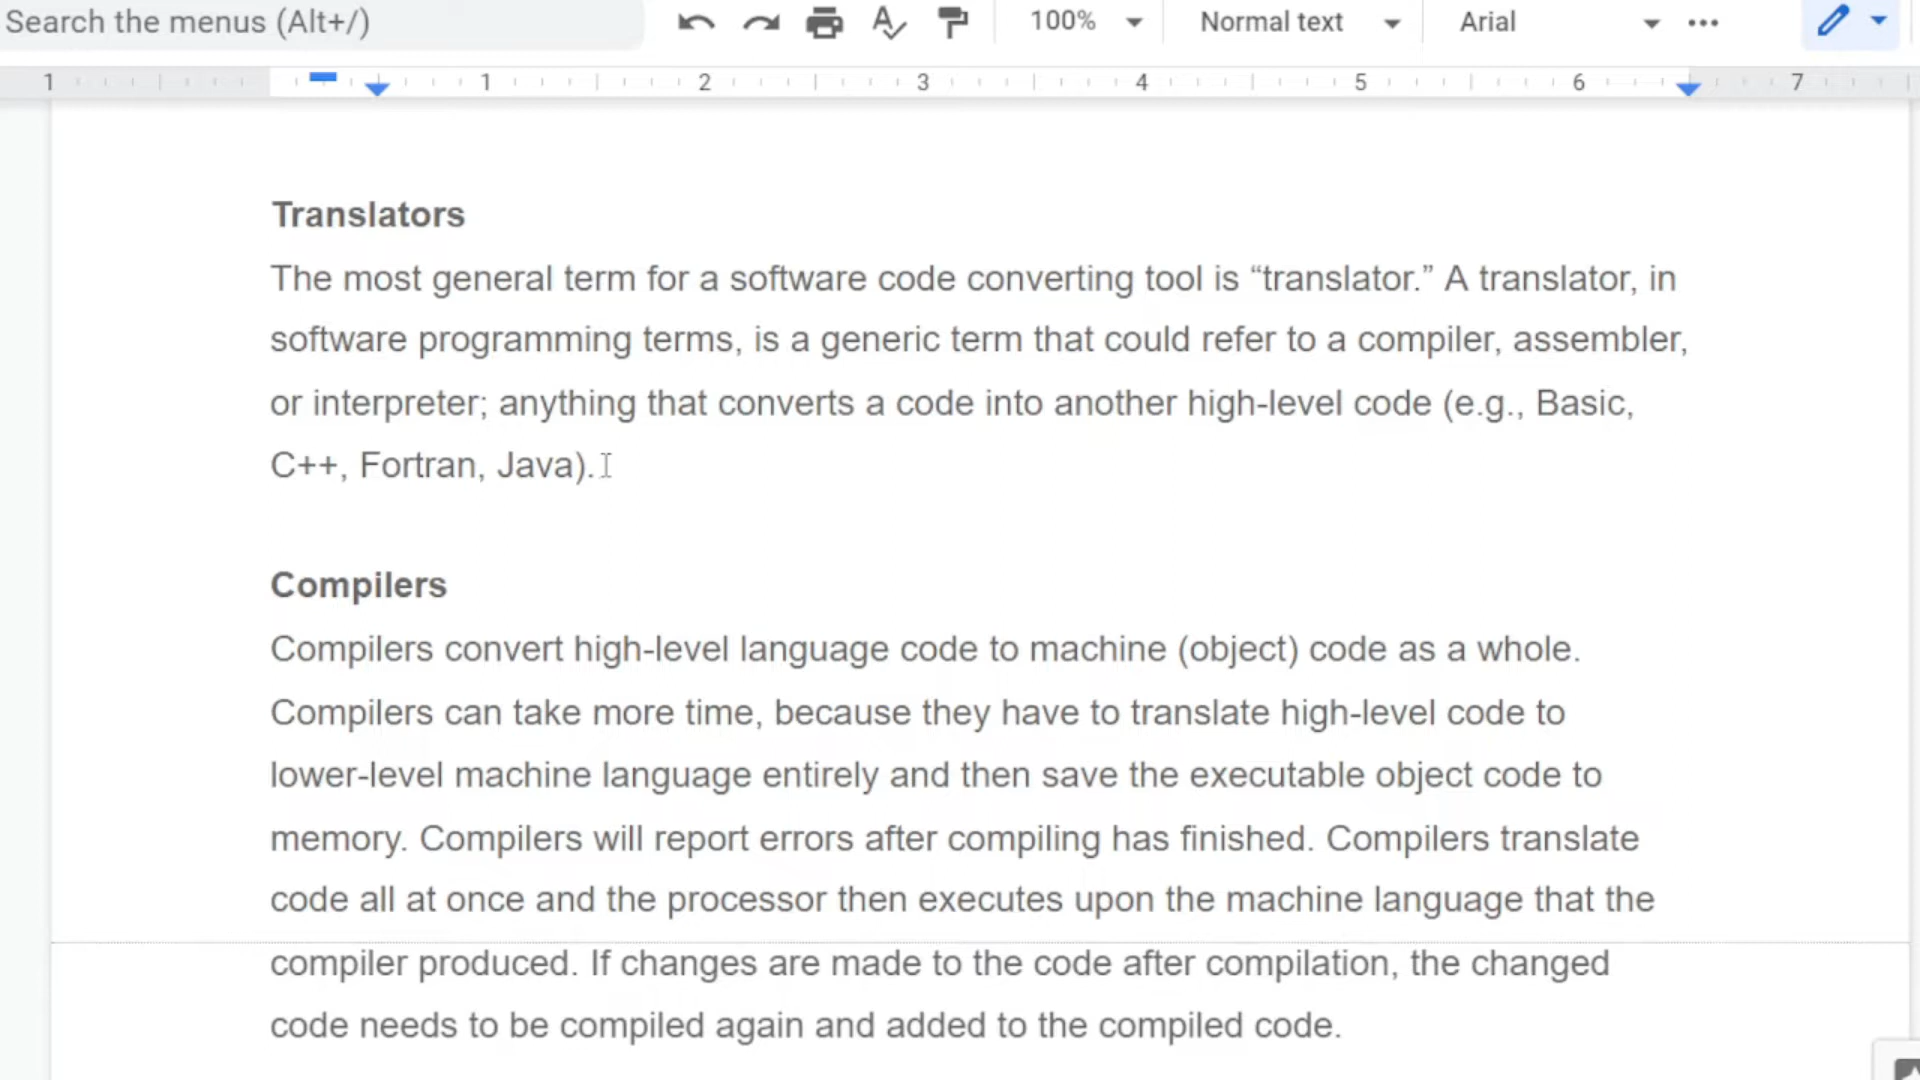 Search the menus (Alt+/) 100% Normal text Arial
1 1 2 3 4 5 6 7
Translators
The most general term for a software code converting tool is “translator.” A translator, in
software programming terms, is a generic term that could refer to a compiler, assembler,
or interpreter; anything that converts a code into another high-level code (e.g., Basic,
C++, Fortran, Java).
Compilers
Compilers convert high-level language code to machine (object) code as a whole.
Compilers can take more time, because they have to translate high-level code to
lower-level machine language entirely and then save the executable object code to
memory. Compilers will report errors after compiling has finished. Compilers translate
code all at once and the processor then executes upon the machine language that the
compiler produced. If changes are made to the code after compilation, the changed
code needs to be compiled again and added to the compiled code.